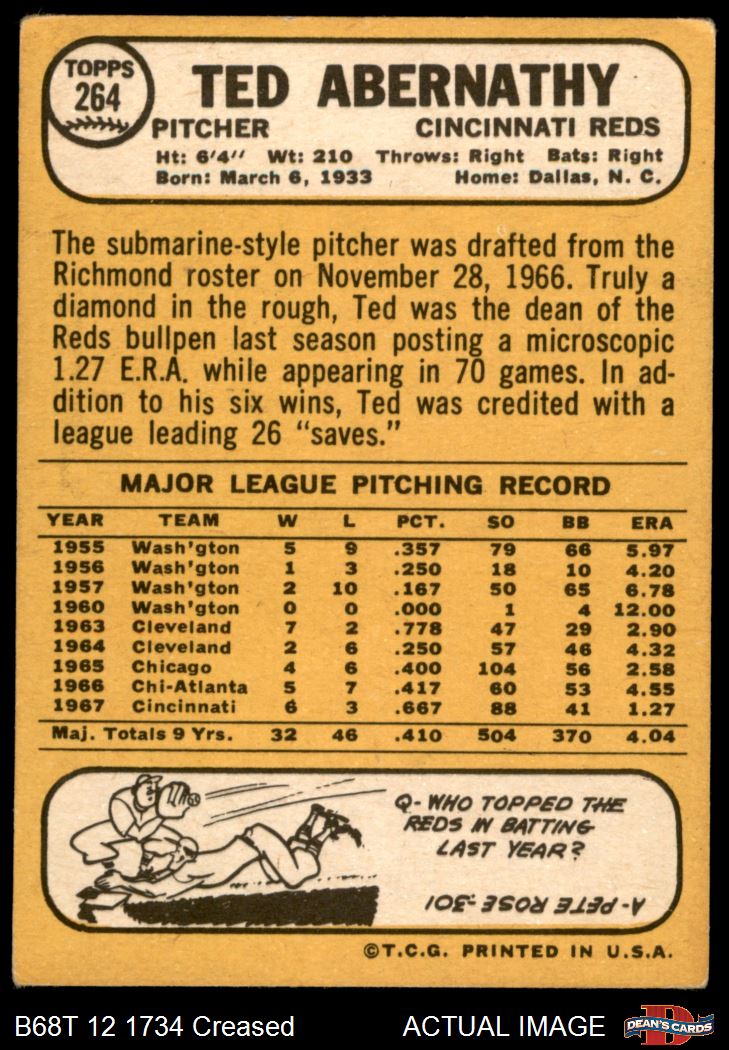 TOPPS
264
TED ABERNATHY
PITCHER CINCINNATI REDS
Ht: 6'4" Wt: 210 Throws: Right Bats: Right
Born: March 6, 1933 Home: Dallas, N. C.
The submarine-style pitcher was drafted from the
Richmond roster on November 28, 1966. Truly a
diamond in the rough, Ted was the dean of the
Reds bullpen last season posting a microscopic
1.27 E.R.A. while appearing in 70 games. In ad-
dition to his six wins, Ted was credited with a
league leading 26 "saves."
MAJOR LEAGUE PITCHING RECORD
YEAR TEAM W L PCT. SO BB ERA
1955 Wash'gton 5 9 .357 79 66 5.97
1956 Wash'gton 1 3 .250 18 10 4.20
1957 Wash'gton 2 10 .167 50 65 6.78
1960 Wash'gton 0 0 .000 1 4 12.00
1963 Cleveland 7 2 .778 47 29 2.90
1964 Cleveland 2 6 .250 57 46 4.32
1965 Chicago 4 6 .400 104 56 2.58
1966 Chi-Atlanta 5 7 .417 60 53 4.55
1967 Cincinnati 6 3 .667 88 41 1.27
Maj. Totals 9 Yrs. 32 46 .410 504 370 4.04
Q- WHO TOPPED THE
REDS IN BATTING
LAST YEAR?
A- PETE ROSE-.301
©T.C.G. PRINTED IN U.S.A.
B68T 12 1734 Creased ACTUAL IMAGE DEAN'S CARDS